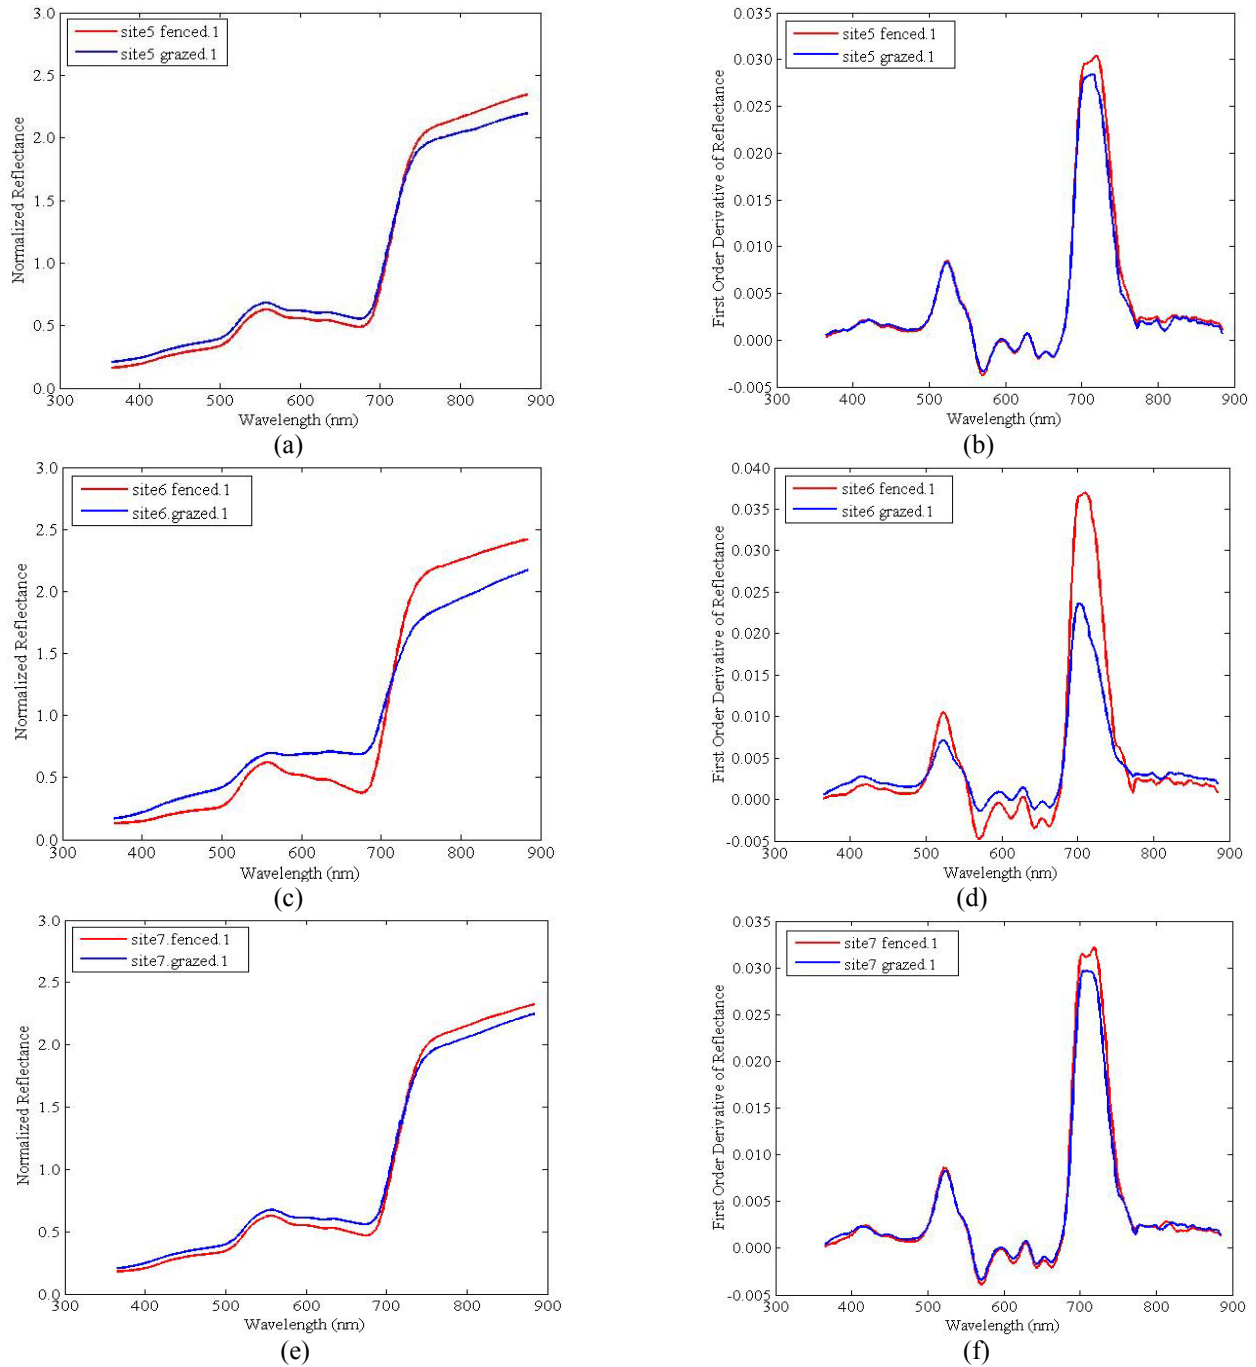 3.0
site5 fenced.1
site5 grazed.1
2.5
2.0
1.5
1.0
0.5
0.0
Normalized Reflectance
300 400 500 600 700 800 900
Wavelength (nm)
(a)
0.035
site5 fenced.1
site5 grazed.1
0.030
0.025
0.020
0.015
0.010
0.005
0.000
-0.005
First Order Derivative of Reflectance
300 400 500 600 700 800 900
Wavelength (nm)
(b)
3.0
site6 fenced.1
site6.grazed.1
2.5
2.0
1.5
1.0
0.5
0.0
Normalized Reflectance
300 400 500 600 700 800 900
Wavelength (nm)
(c)
0.040
site6 fenced.1
site6 grazed.1
0.035
0.030
0.025
0.020
0.015
0.010
0.005
0.000
-0.005
First Order Derivative of Reflectance
300 400 500 600 700 800 900
Wavelength (nm)
(d)
3.0
site7.fenced.1
site7.grazed.1
2.5
2.0
1.5
1.0
0.5
0.0
Normalized Reflectance
300 400 500 600 700 800 900
Wavelength (nm)
(e)
0.035
site7 fenced.1
site7 grazed.1
0.030
0.025
0.020
0.015
0.010
0.005
0.000
-0.005
First Order Derivative of Reflectance
300 400 500 600 700 800 900
Wavelength (nm)
(f)